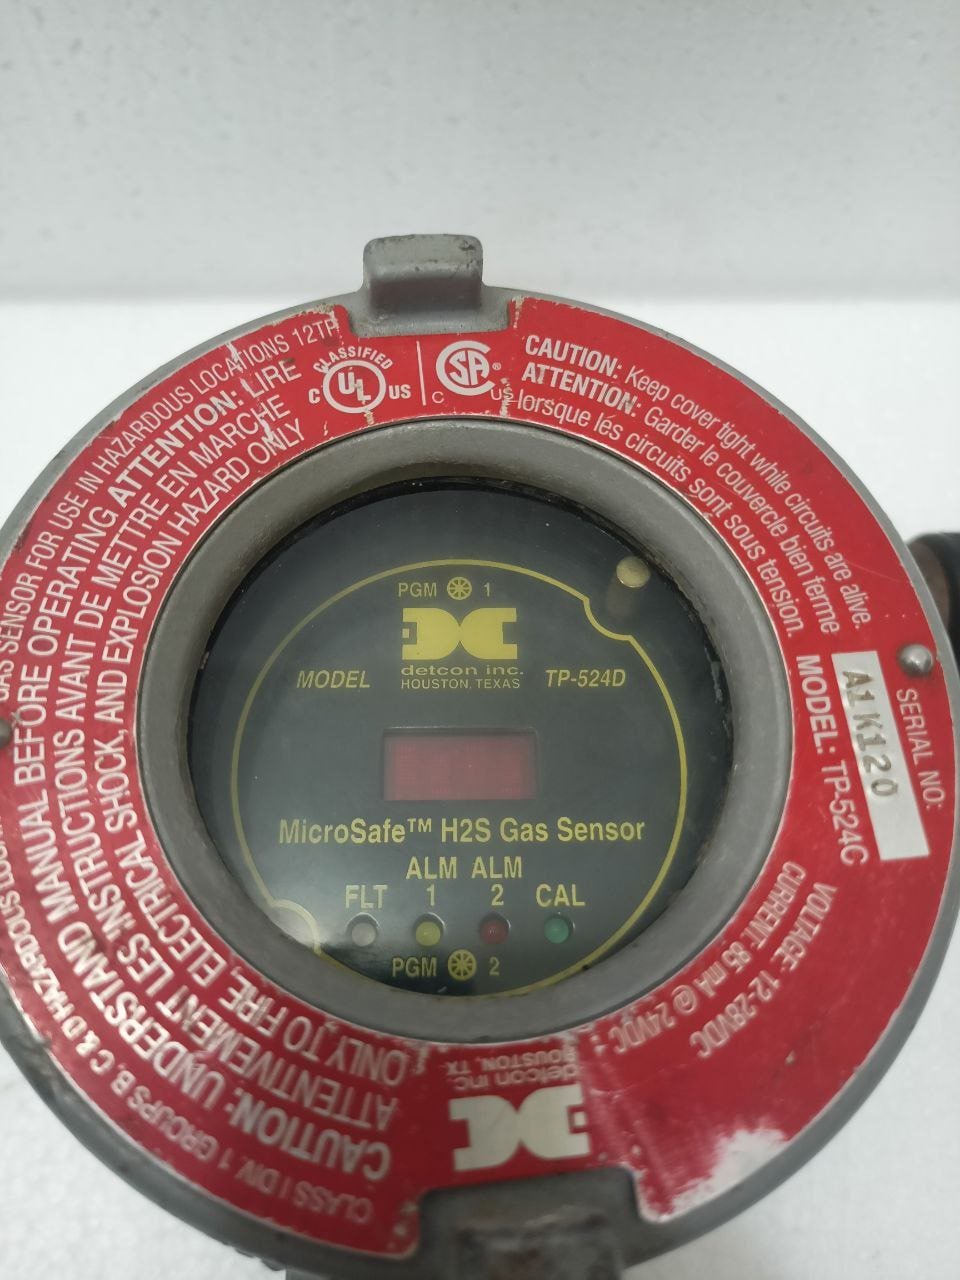 GAS SENSOR FOR USE IN HAZARDOUS LOCATIONS 12TP
CLASS I DIV. 1 GROUPS B, C & D HAZARDOUS
CAUTION: UNDERSTAND MANUAL BEFORE OPERATING ATTENTION: LIRE
ATTENTIVEMENT LES INSTRUCTIONS AVANT DE METTRE EN MARCHE
ONLY TO FIRE, ELECTRICAL SHOCK, AND EXPLOSION HAZARD ONLY
CLASSIFIED
C UL US
CSA
C US
CAUTION: Keep cover tight while circuits are alive.
ATTENTION: Garder le couvercle bien ferme
lorsque les circuits sont sous tension.
SERIAL NO:
A1K120
MODEL: TP-524C
VOLTAGE: 12-28VDC
CURRENT: 85 mA @ 24VDC
detcon inc.
HOUSTON, TX
PGM 1
detcon inc.
HOUSTON, TEXAS
MODEL TP-524D
MicroSafe™ H2S Gas Sensor
ALM ALM
FLT 1 2 CAL
PGM 2